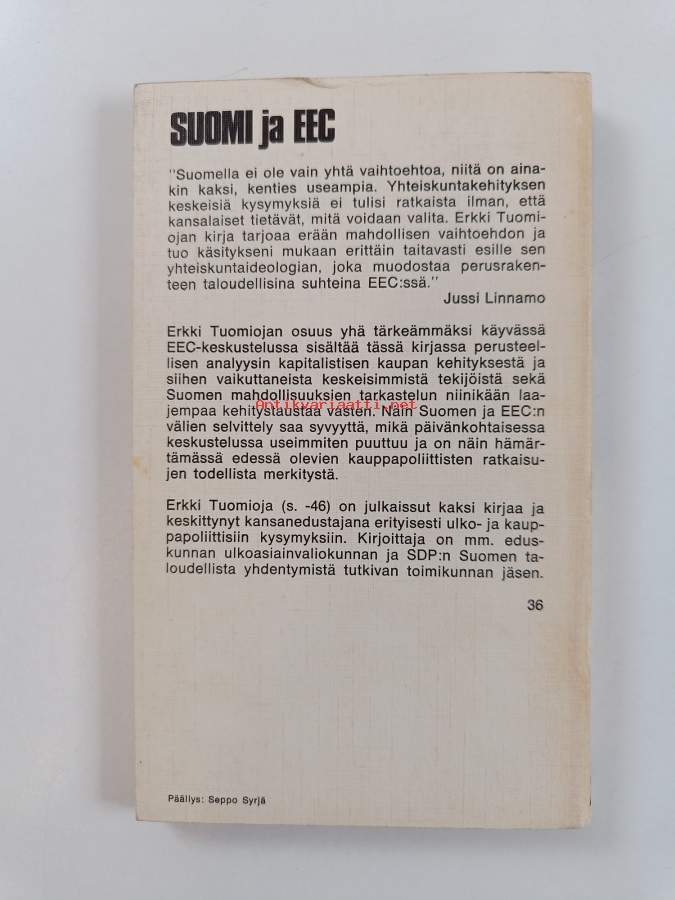 SUOMI ja EEC
"Suomella ei ole vain yhtä vaihtoehtoa, niitä on aina-
kin kaksi, kenties useampia. Yhteiskuntakehityksen
keskeisiä kysymyksiä ei tulisi ratkaista ilman, että
kansalaiset tietävät, mitä voidaan valita. Erkki Tuomi-
ojan kirja tarjoaa erään mahdollisen vaihtoehdon ja
tuo käsitykseni mukaan erittäin taitavasti esille sen
yhteiskuntaideologian, joka muodostaa perusraken-
teen taloudellisina suhteina EEC:ssä."
Jussi Linnamo
Erkki Tuomiojan osuus yhä tärkeämmäksi käyvässä
EEC-keskustelussa sisältää tässä kirjassa perusteel-
lisen analyysin kapitalistisen kaupan kehityksestä ja
siihen vaikuttaneista keskeisimmistä tekijöistä sekä
Suomen mahdollisuuksien tarkastelun niinikään laa-
jempaa kehitystaustaa vasten. Näin Suomen ja EEC:n
Antikvariaatti.net
välien selvittely saa syvyyttä, mikä päivänkohtaisessa
keskustelussa useimmiten puuttuu ja on näin hämär-
tämässä edessä olevien kauppapoliittisten ratkaisu-
jen todellista merkitystä.
Erkki Tuomioja (s. -46) on julkaissut kaksi kirjaa ja
keskittynyt kansanedustajana erityisesti ulko- ja kaup-
papoliittisiin kysymyksiin. Kirjoittaja on mm. edus-
kunnan ulkoasiainvaliokunnan ja SDP:n Suomen ta-
loudellista yhdentymistä tutkivan toimikunnan jäsen.
36
Päällys: Seppo Syrjä